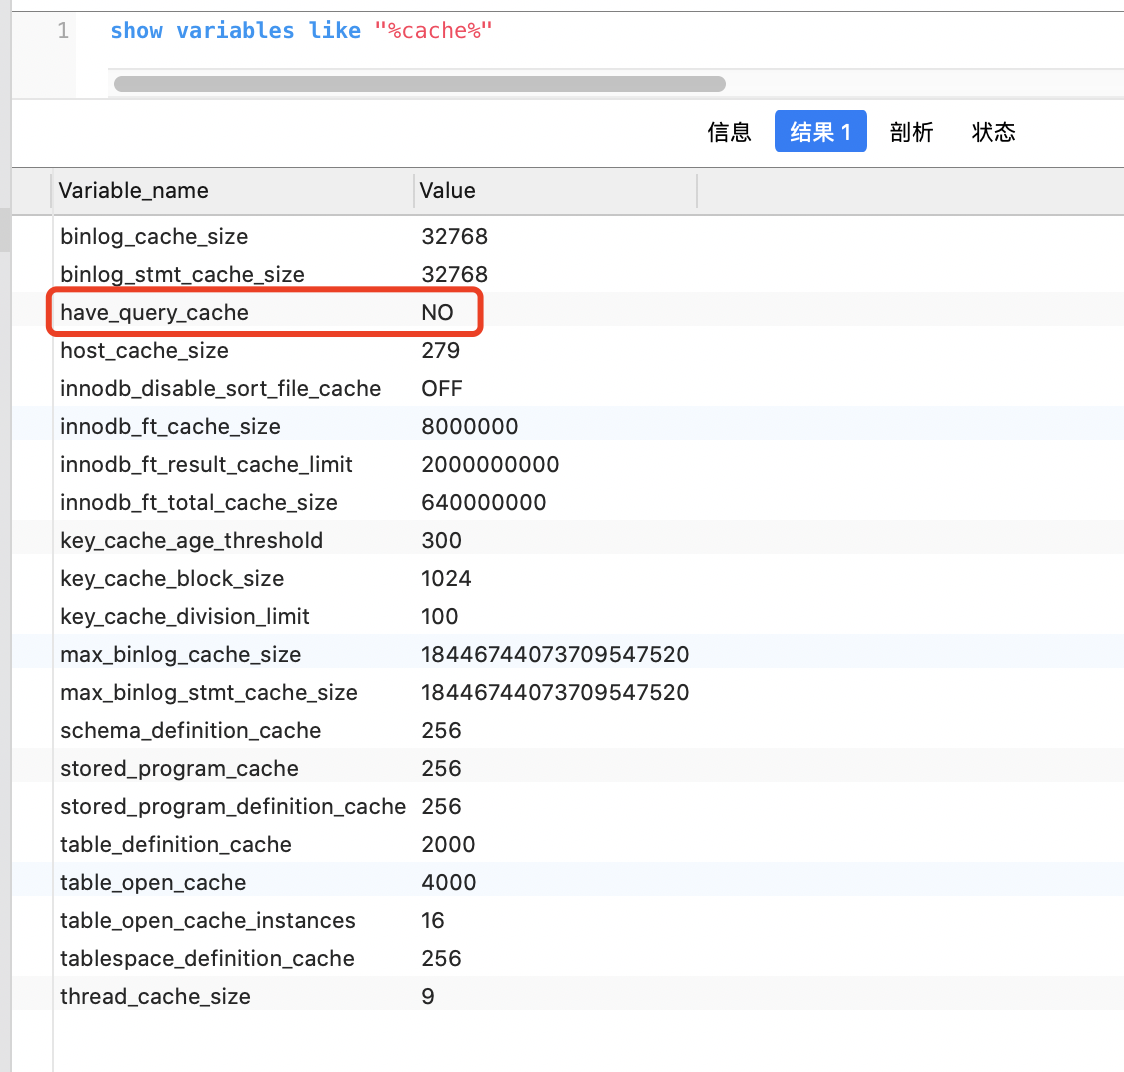 1 show variables like "%cache%"
信息 结果 1 剖析 状态
Variable_name Value
binlog_cache_size 32768
binlog_stmt_cache_size 32768
have_query_cache NO
host_cache_size 279
innodb_disable_sort_file_cache OFF
innodb_ft_cache_size 8000000
innodb_ft_result_cache_limit 2000000000
innodb_ft_total_cache_size 640000000
key_cache_age_threshold 300
key_cache_block_size 1024
key_cache_division_limit 100
max_binlog_cache_size 18446744073709547520
max_binlog_stmt_cache_size 18446744073709547520
schema_definition_cache 256
stored_program_cache 256
stored_program_definition_cache 256
table_definition_cache 2000
table_open_cache 4000
table_open_cache_instances 16
tablespace_definition_cache 256
thread_cache_size 9